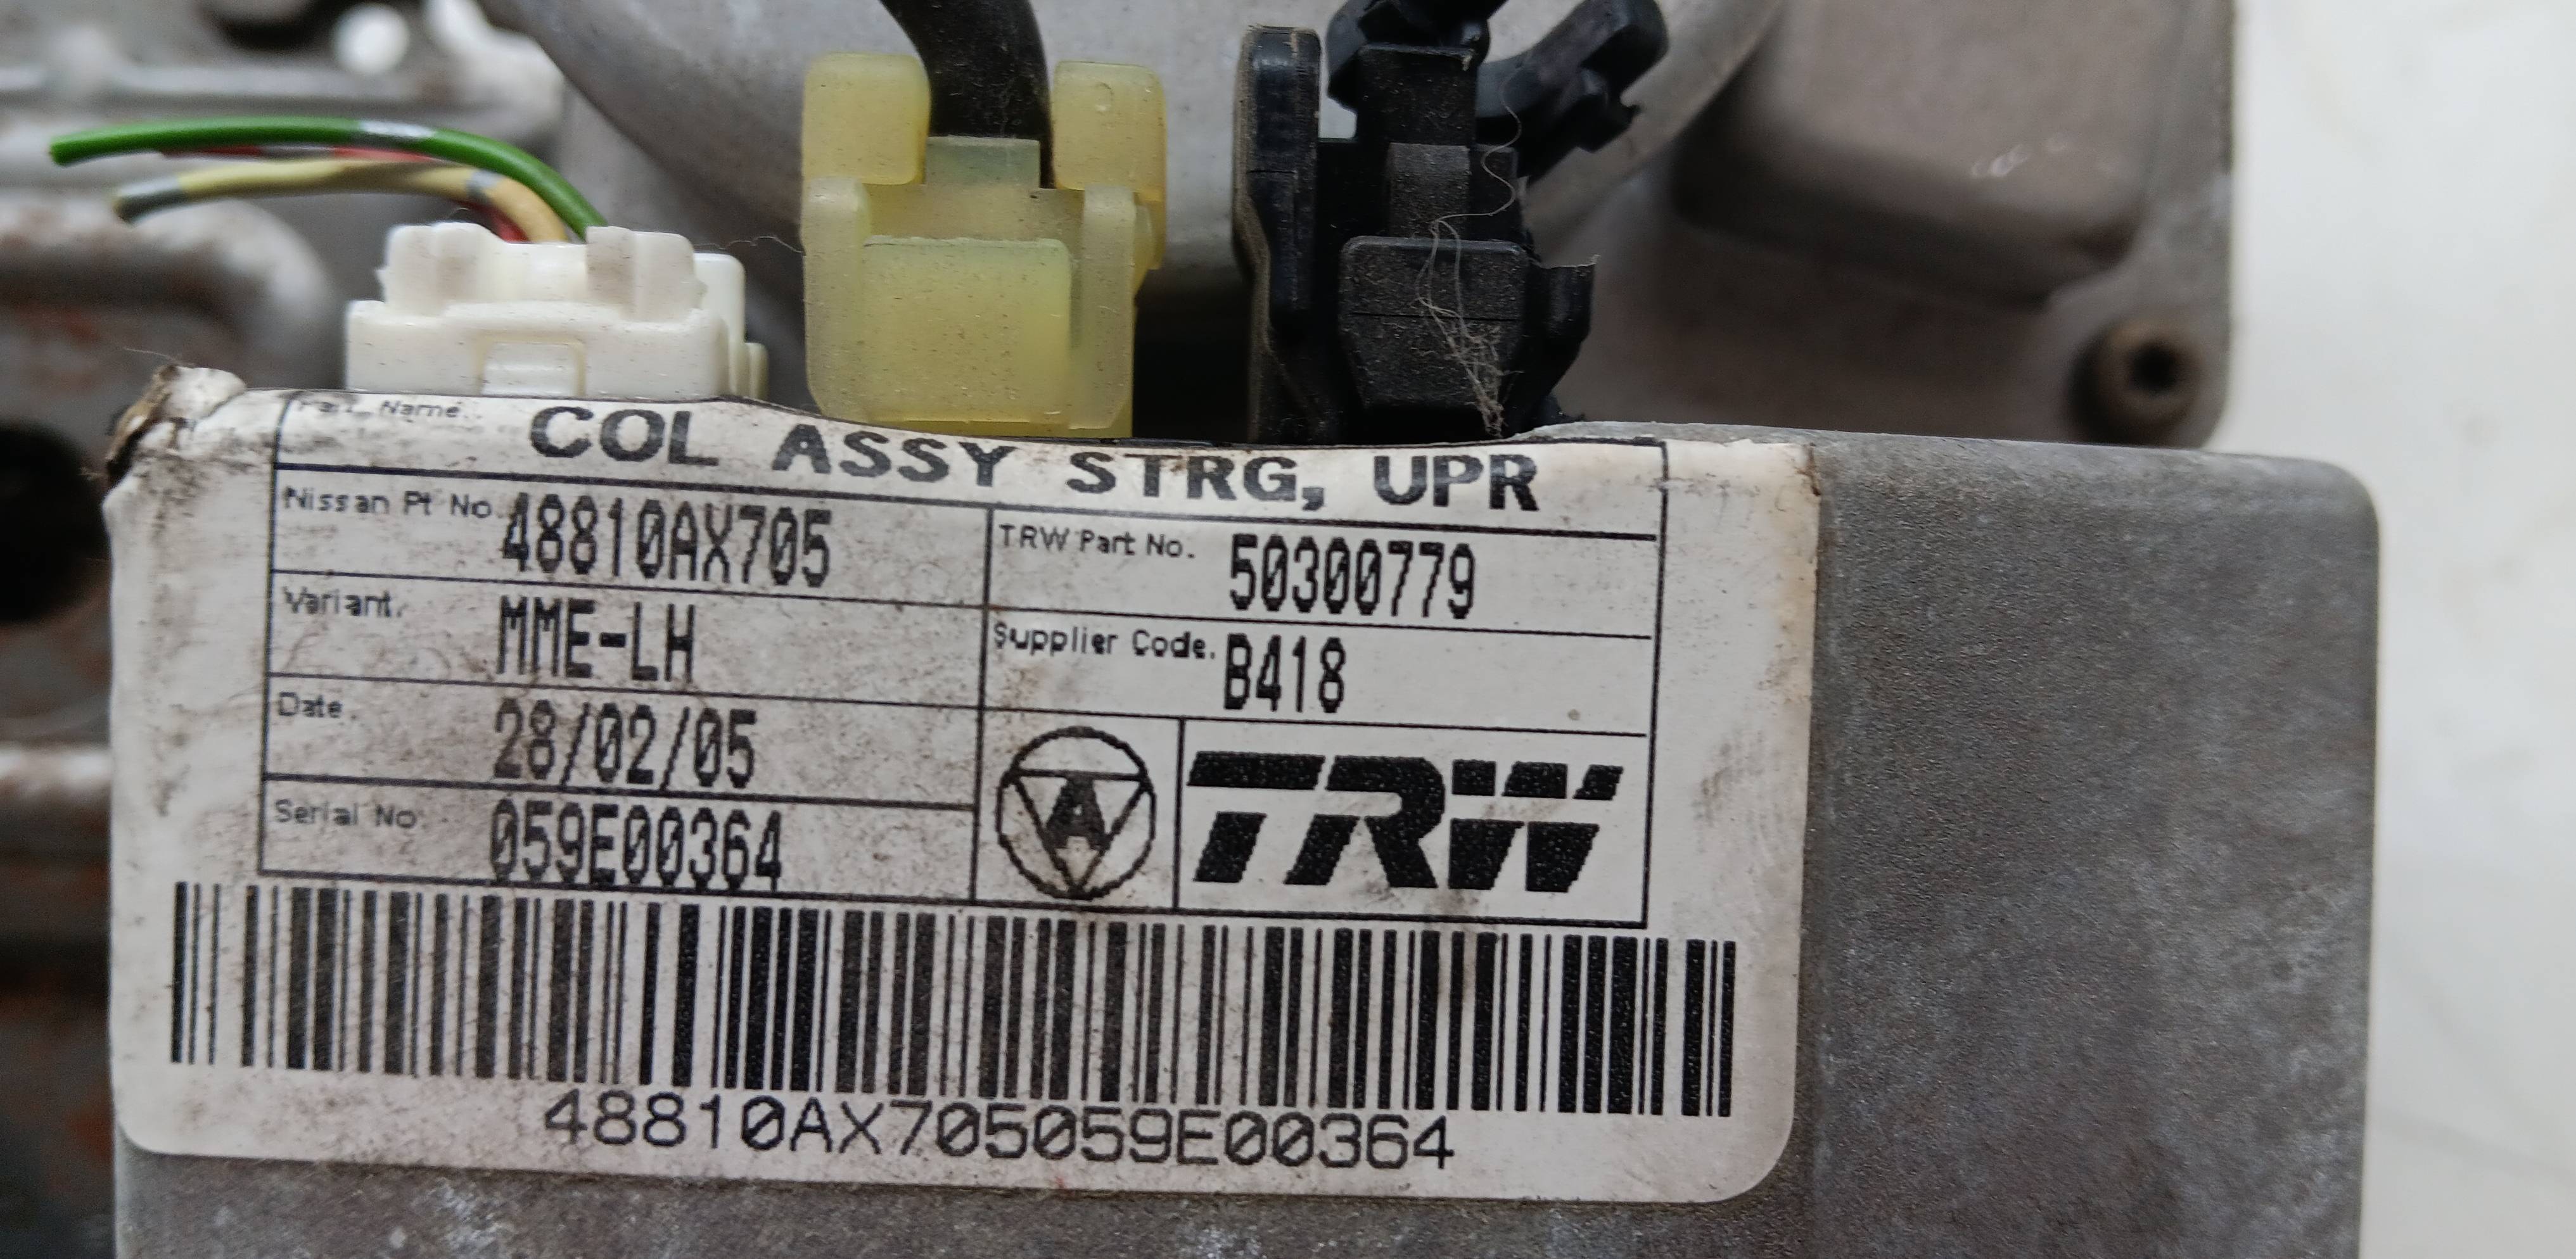 Part Name. COL ASSY STRG, UPR
Nissan Pt No. 48810AX705
TRW Part No. 50300779
Variant. MME-LH
Supplier Code. B418
Date. 28/02/05
Serial No. 059E00364
A
TRW
48810AX705059E00364